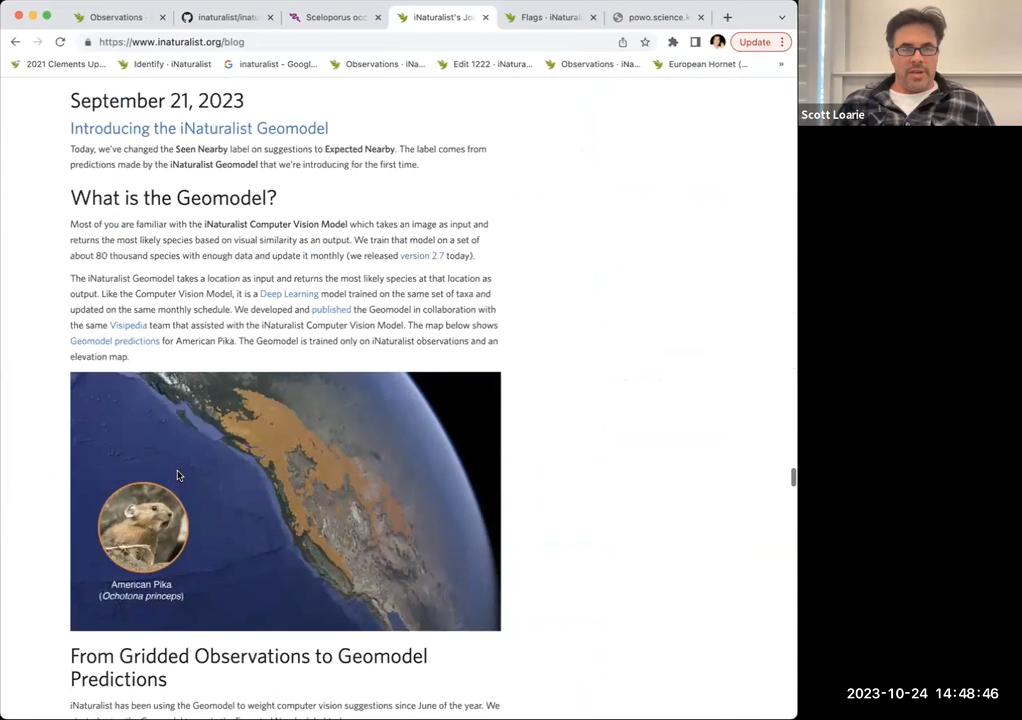 Observations ·
inaturalist/inatu
Sceloporus occ
iNaturalist's Jo
Flags · iNatural
powo.science.k
https://www.inaturalist.org/blog
Update
2021 Clements Up...
Identify · iNaturalist
inaturalist - Googl...
Observations · iNa...
Edit 1222 · iNatura...
Observations · iNa...
European Hornet (...
»
Scott Loarie
September 21, 2023
Introducing the iNaturalist Geomodel
Today, we've changed the Seen Nearby label on suggestions to Expected Nearby. The label comes from
predictions made by the iNaturalist Geomodel that we're introducing for the first time.
What is the Geomodel?
Most of you are familiar with the iNaturalist Computer Vision Model which takes an image as input and
returns the most likely species based on visual similarity as an output. We train that model on a set of
about 80 thousand species with enough data and update it monthly (we released version 2.7 today).
The iNaturalist Geomodel takes a location as input and returns the most likely species at that location as
output. Like the Computer Vision Model, it is a Deep Learning model trained on the same set of taxa and
updated on the same monthly schedule. We developed and published the Geomodel in collaboration with
the same Visipedia team that assisted with the iNaturalist Computer Vision Model. The map below shows
Geomodel predictions for American Pika. The Geomodel is trained only on iNaturalist observations and an
elevation map.
American Pika
(Ochotona princeps)
From Gridded Observations to Geomodel
Predictions
iNaturalist has been using the Geomodel to weight computer vision suggestions since June of the year. We
2023-10-24 14:48:46